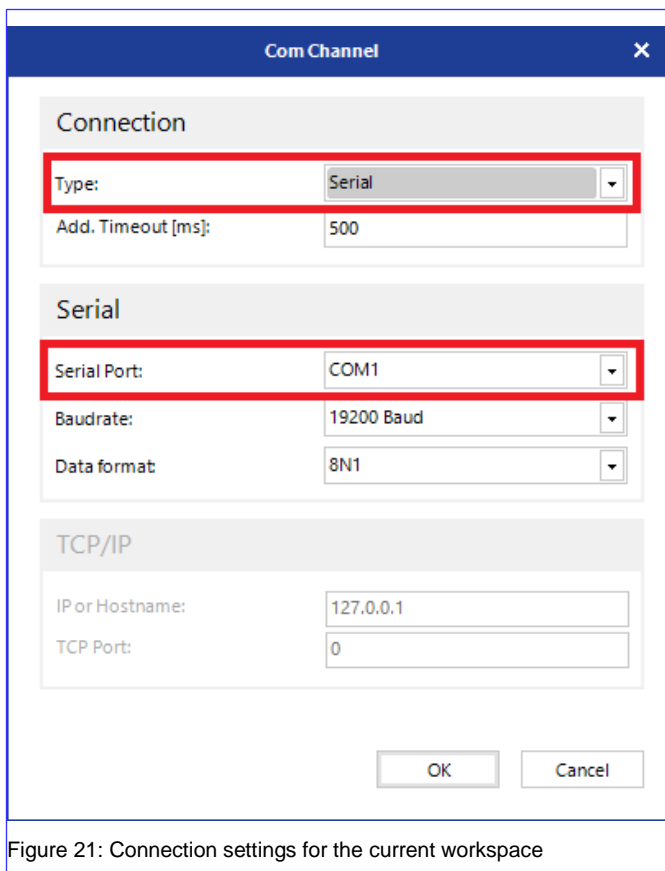 Com Channel
Connection
Type: Serial
Add. Timeout [ms]: 500
Serial
Serial Port: COM1
Baudrate: 19200 Baud
Data format: 8N1
TCP/IP
IP or Hostname: 127.0.0.1
TCP Port: 0
OK Cancel
Figure 21: Connection settings for the current workspace